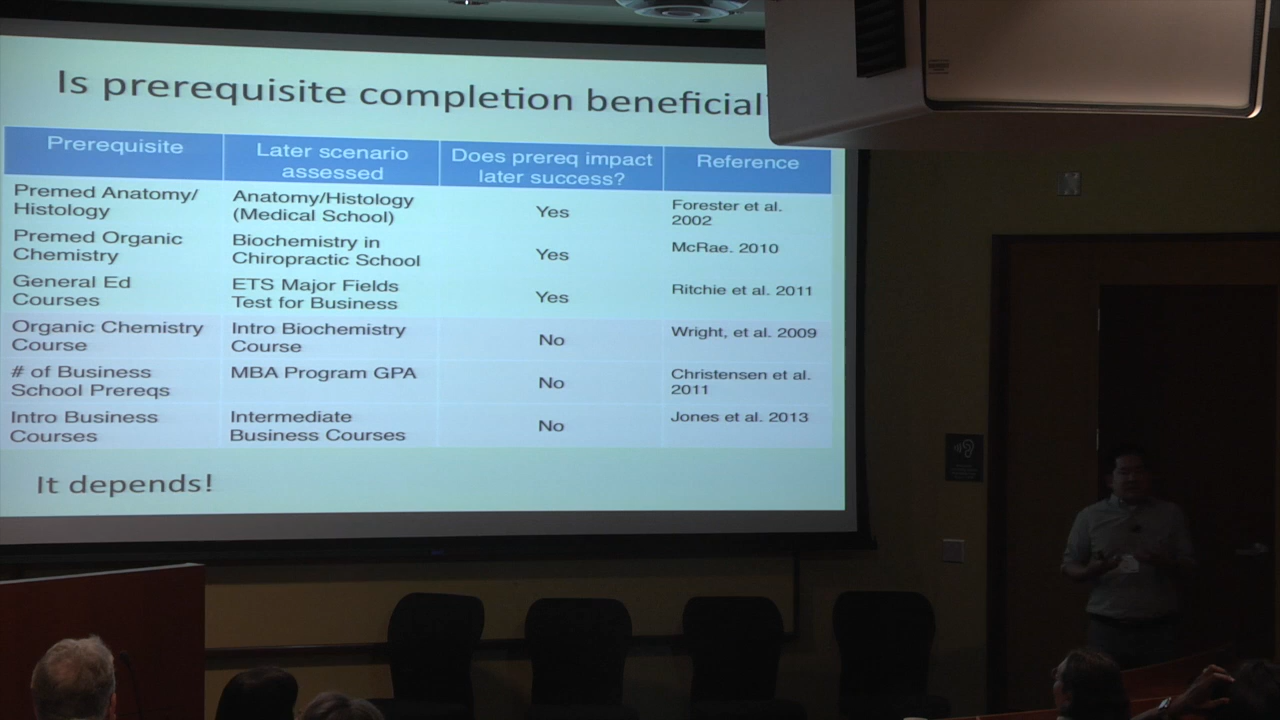 Is prerequisite completion beneficial
Prerequisite
Later scenario
assessed
Does prereq impact
later success?
Reference
Premed Anatomy/
Histology
Anatomy/Histology
(Medical School)
Yes
Forester et al.
2002
Premed Organic
Chemistry
Biochemistry in
Chiropractic School
Yes
McRae. 2010
General Ed
Courses
ETS Major Fields
Test for Business
Yes
Ritchie et al. 2011
Organic Chemistry
Course
Intro Biochemistry
Course
No
Wright, et al. 2009
# of Business
School Prereqs
MBA Program GPA
No
Christensen et al.
2011
Intro Business
Courses
Intermediate
Business Courses
No
Jones et al. 2013
It depends!